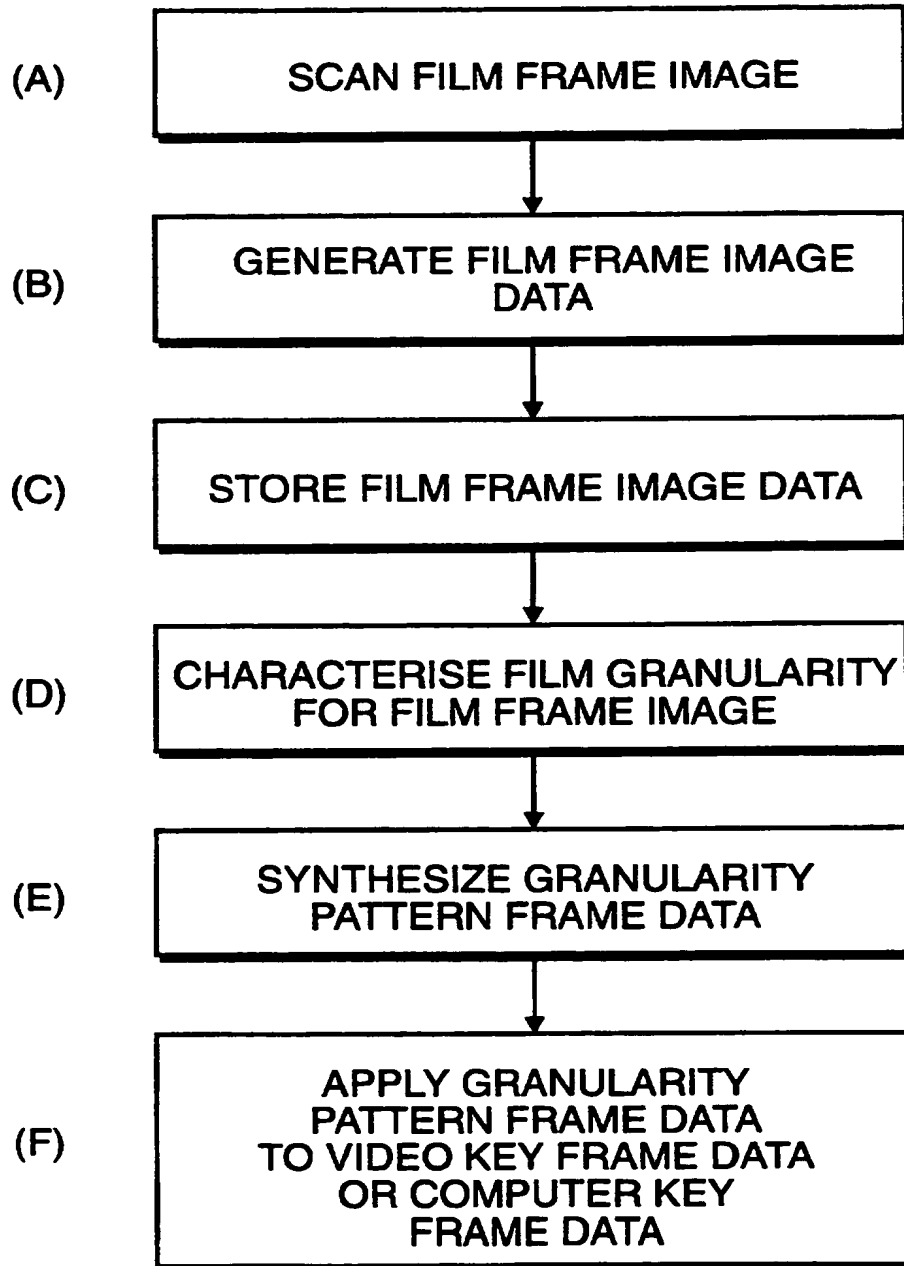 (A) SCAN FILM FRAME IMAGE
(B) GENERATE FILM FRAME IMAGE
DATA
(C) STORE FILM FRAME IMAGE DATA
(D) CHARACTERISE FILM GRANULARITY
FOR FILM FRAME IMAGE
(E) SYNTHESIZE GRANULARITY
PATTERN FRAME DATA
(F) APPLY GRANULARITY
PATTERN FRAME DATA
TO VIDEO KEY FRAME DATA
OR COMPUTER KEY
FRAME DATA